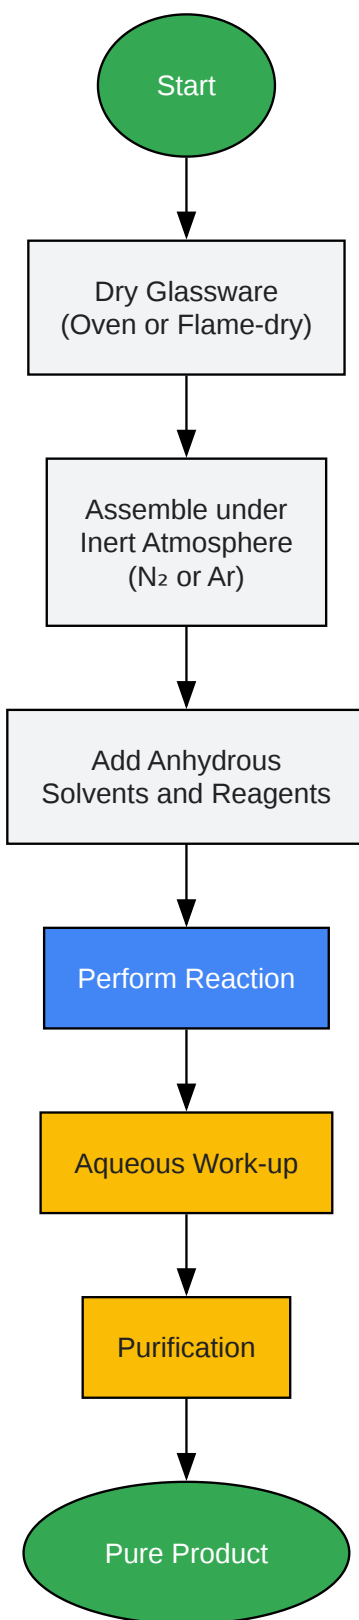 Start
Dry Glassware
(Oven or Flame-dry)
Assemble under
Inert Atmosphere
(N₂ or Ar)
Add Anhydrous
Solvents and Reagents
Perform Reaction
Aqueous Work-up
Purification
Pure Product